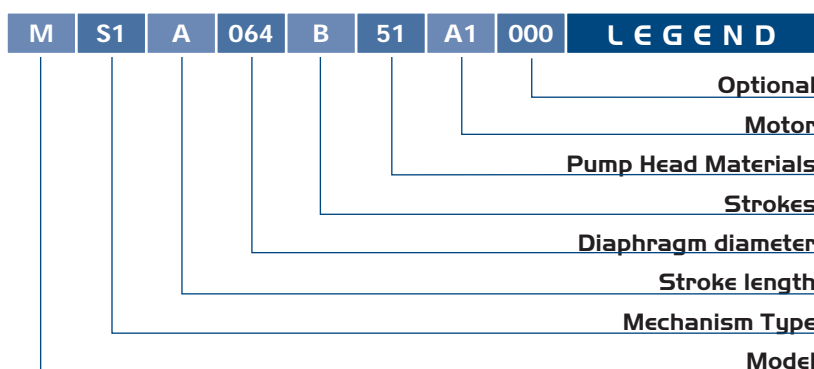 M S1 A 064 B 51 A1 000 LEGEND
Optional
Motor
Pump Head Materials
Strokes
Diaphragm diameter
Stroke length
Mechanism Type
Model